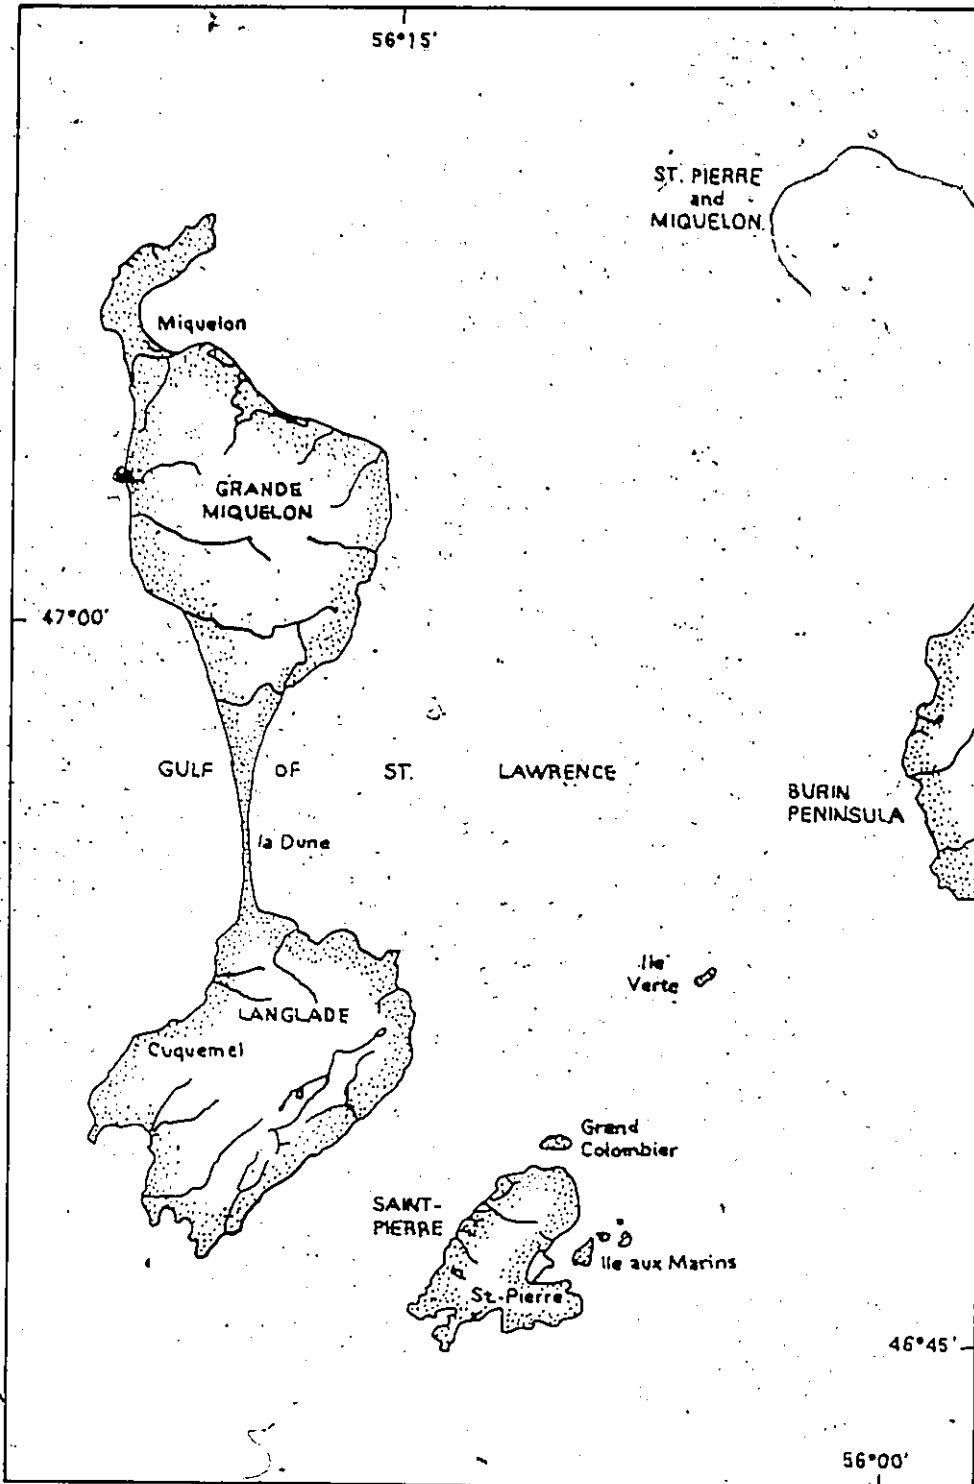 56°15'
ST. PIERRE
and
MIQUELON
Miquelon
GRANDE
MIQUELON
47°00'
GULF OF ST. LAWRENCE
BURIN
PENINSULA
la Dune
Ile
Verte
LANGLADE
Cuquemel
Grand
Colombier
SAINT-
PIERRE
Ile aux Marins
St.-Pierre
46°45'
56°00'